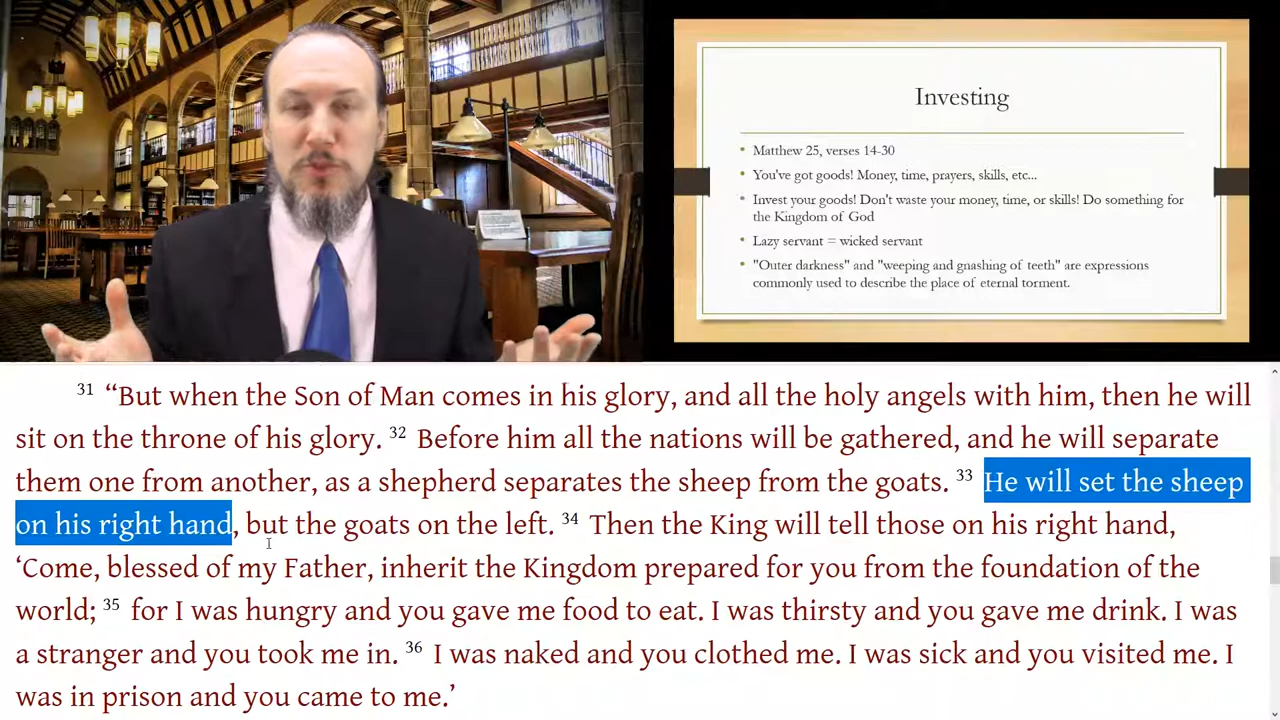 Investing
• Matthew 25, verses 14-30
• You've got goods! Money, time, prayers, skills, etc...
• Invest your goods! Don't waste your money, time, or skills! Do something for
the Kingdom of God
• Lazy servant = wicked servant
• "Outer darkness" and "weeping and gnashing of teeth" are expressions
commonly used to describe the place of eternal torment.
31 “But when the Son of Man comes in his glory, and all the holy angels with him, then he will
sit on the throne of his glory. 32 Before him all the nations will be gathered, and he will separate
them one from another, as a shepherd separates the sheep from the goats. 33 He will set the sheep
on his right hand, but the goats on the left. 34 Then the King will tell those on his right hand,
‘Come, blessed of my Father, inherit the Kingdom prepared for you from the foundation of the
world; 35 for I was hungry and you gave me food to eat. I was thirsty and you gave me drink. I was
a stranger and you took me in. 36 I was naked and you clothed me. I was sick and you visited me. I
was in prison and you came to me.’